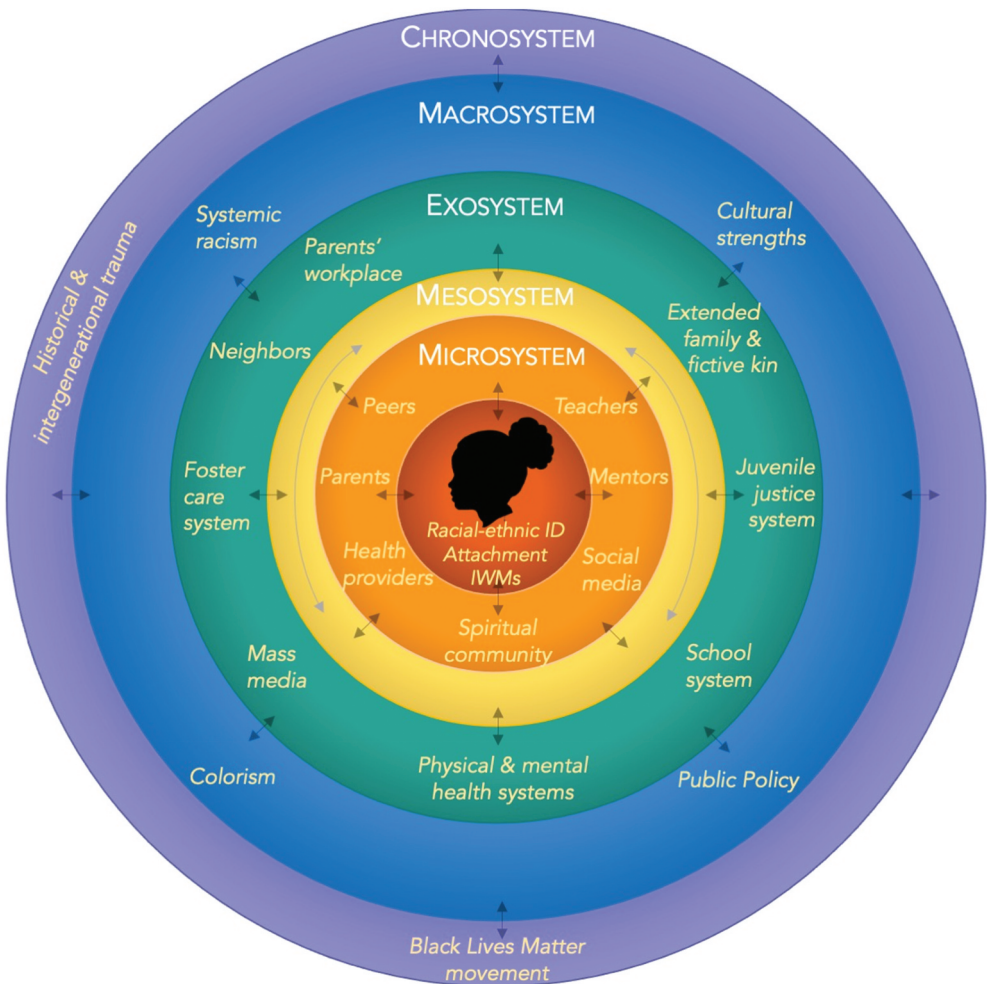 CHRONOSYSTEM
MACROSYSTEM
EXOSYSTEM
MESOSYSTEM
MICROSYSTEM
Historical &
intergenerational trauma
Systemic
racism
Cultural
strengths
Parents'
workplace
Extended
family &
fictive kin
Neighbors
Peers
Teachers
Parents
Mentors
Foster
care
system
Juvenile
justice
system
Racial-ethnic ID
Attachment
IWMs
Health
providers
Social
media
Spiritual
community
Mass
media
School
system
Physical & mental
health systems
Colorism
Public Policy
Black Lives Matter
movement